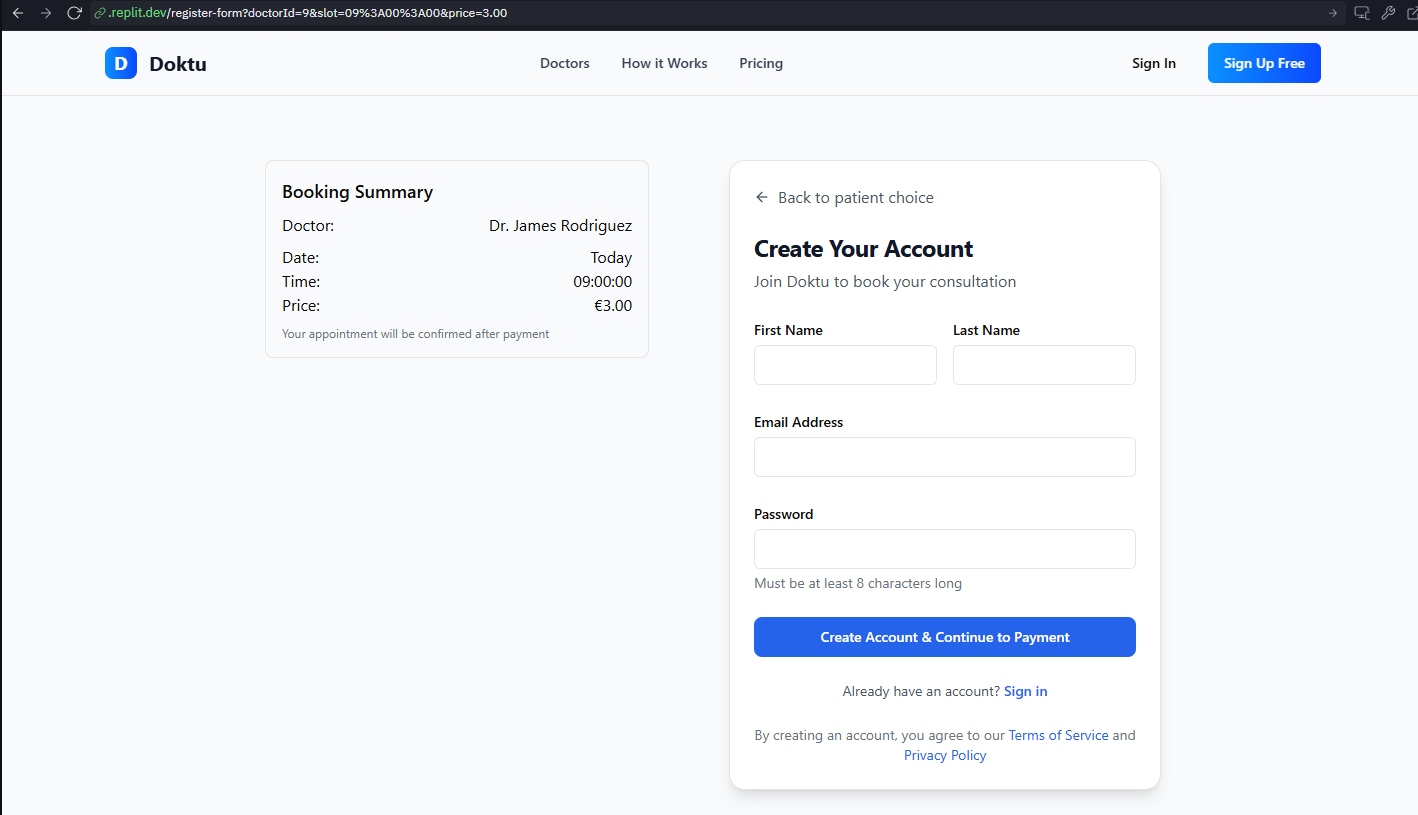 .replit.dev/register-form?doctorId=9&slot=09%3A00%3A00&price=3.00
D Doktu
Doctors How it Works Pricing
Sign In Sign Up Free
Booking Summary
Doctor: Dr. James Rodriguez
Date: Today
Time: 09:00:00
Price: €3.00
Your appointment will be confirmed after payment
Back to patient choice
Create Your Account
Join Doktu to book your consultation
First Name Last Name
Email Address
Password
Must be at least 8 characters long
Create Account & Continue to Payment
Already have an account? Sign in
By creating an account, you agree to our Terms of Service and
Privacy Policy